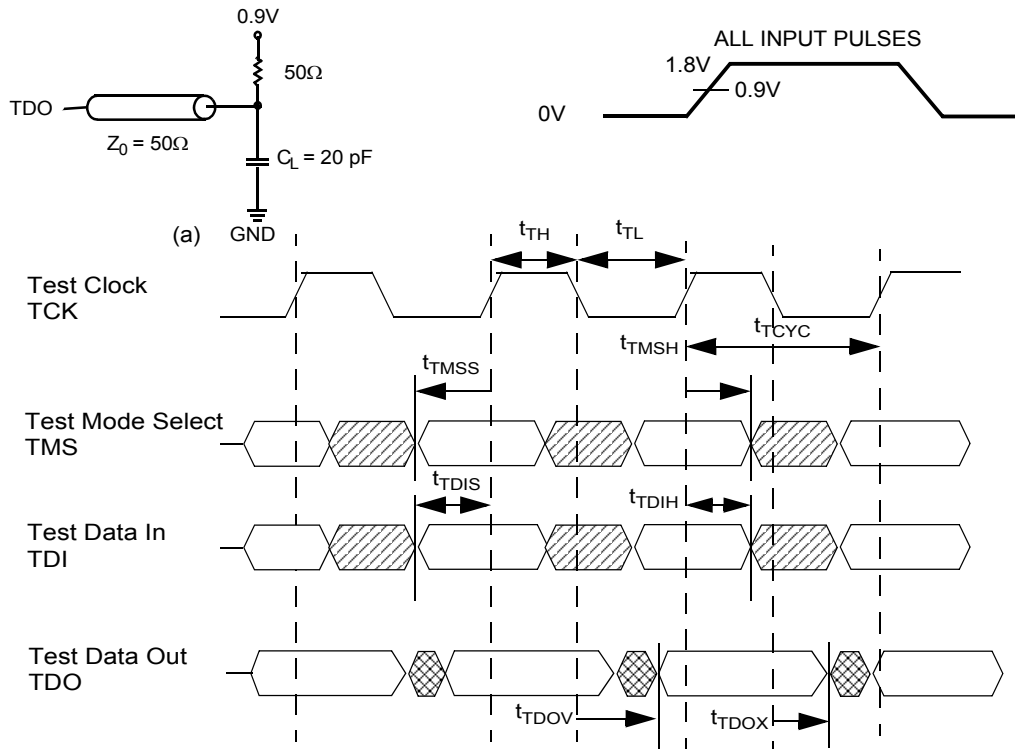 0.9V
50Ω
TDO
Z0 = 50Ω
CL = 20 pF
(a)
GND
ALL INPUT PULSES
1.8V
0.9V
0V
tTH
tTL
Test Clock
TCK
tTMSH
tTCYC
tTMSS
Test Mode Select
TMS
tTDIS
tTDIH
Test Data In
TDI
Test Data Out
TDO
tTDOV
tTDOX